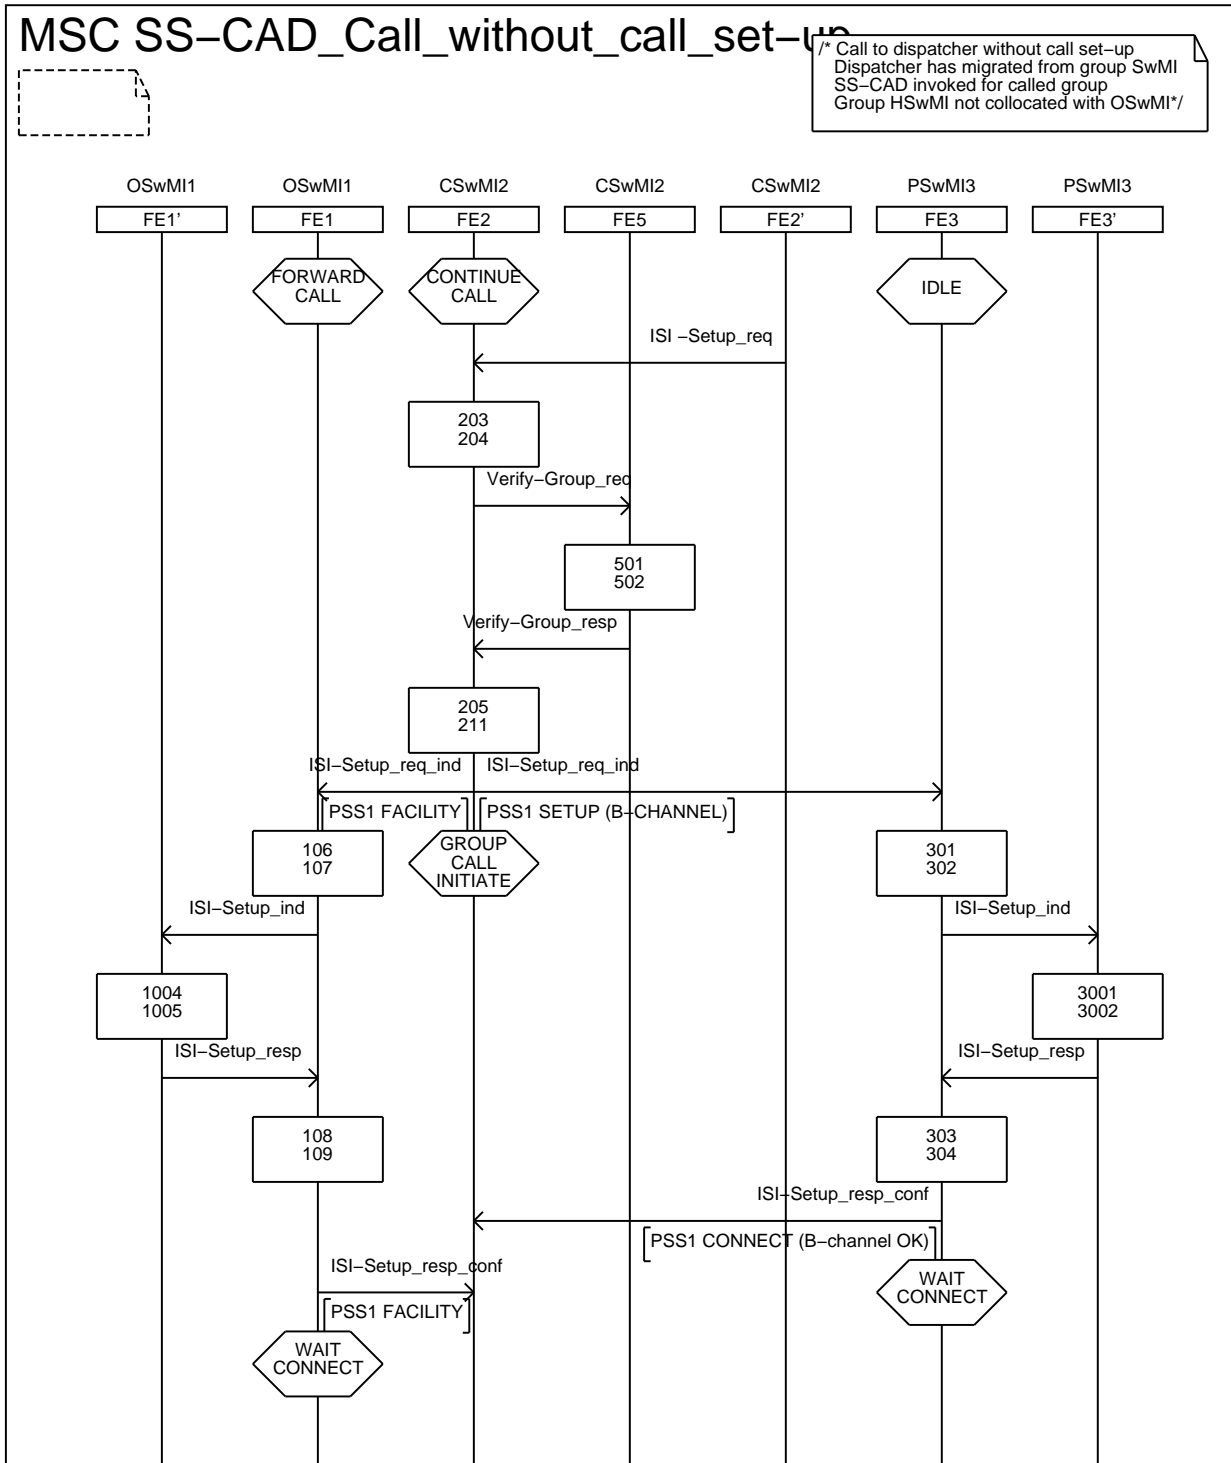 MSC SS−CAD_Call_without_call_set−up
/* Call to dispatcher without call set−up
Dispatcher has migrated from group SwMI
SS−CAD invoked for called group
Group HSwMI not collocated with OSwMI*/
OSwMI1 OSwMI1 CSwMI2 CSwMI2 CSwMI2 PSwMI3 PSwMI3
FE1' FE1 FE2 FE5 FE2' FE3 FE3'
FORWARD CALL
CONTINUE CALL
IDLE
ISI −Setup_req
203
204
Verify−Group_req
501
502
Verify−Group_resp
205
211
ISI−Setup_req_ind ISI−Setup_req_ind
PSS1 FACILITY PSS1 SETUP (B−CHANNEL)
106
107
GROUP
CALL
INITIATE
301
302
ISI−Setup_ind ISI−Setup_ind
1004
1005
3001
3002
ISI−Setup_resp ISI−Setup_resp
108
109
303
304
ISI−Setup_resp_conf
PSS1 CONNECT (B−channel OK)
ISI−Setup_resp_conf
WAIT
CONNECT
PSS1 FACILITY
WAIT
CONNECT